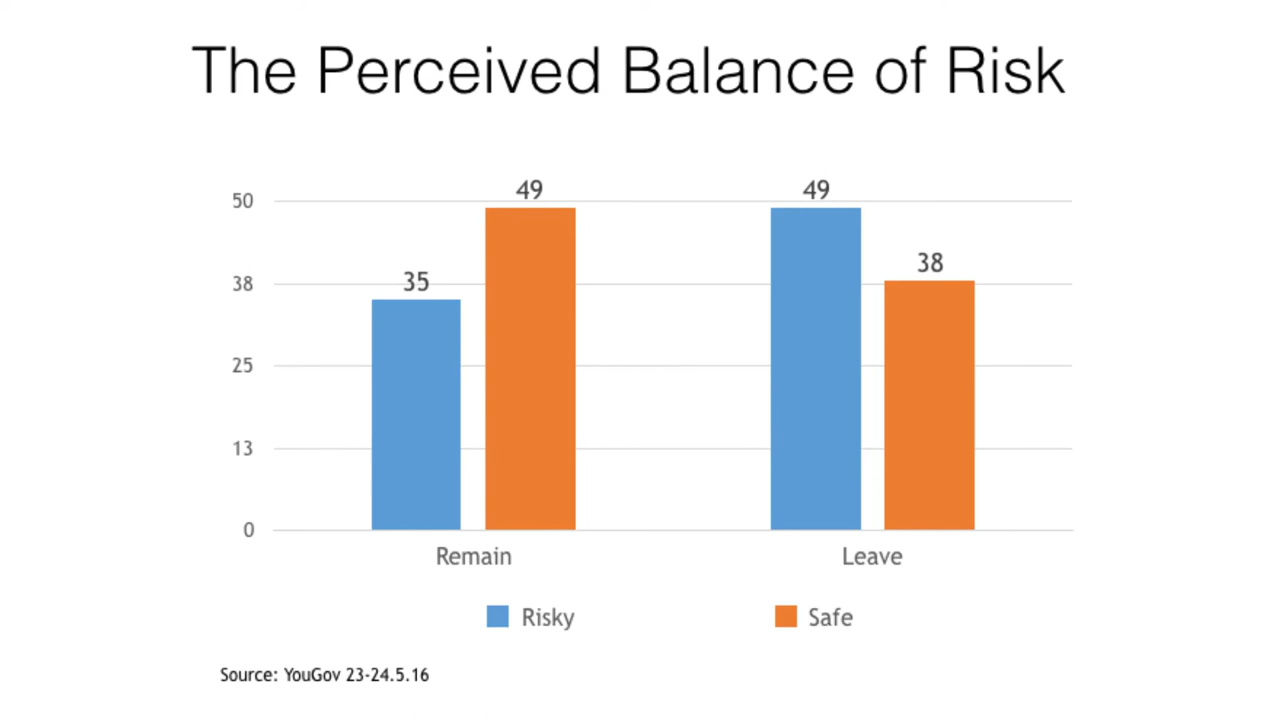 The Perceived Balance of Risk
50
38
25
13
0
35
49
49
38
Remain
Leave
Risky
Safe
Source: YouGov 23-24.5.16